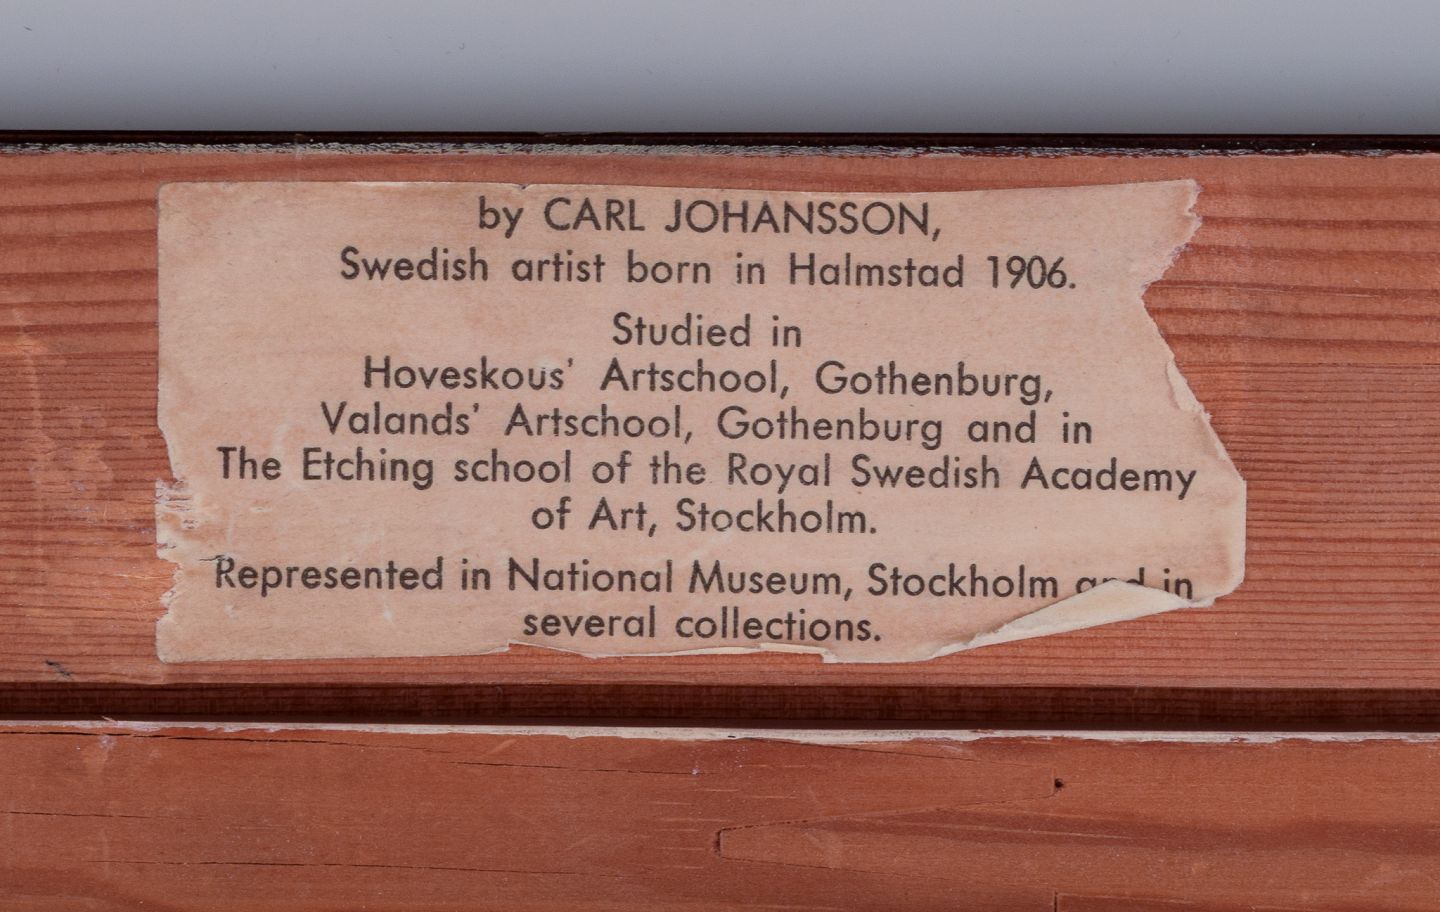 by CARL JOHANSSON,
Swedish artist born in Halmstad 1906.
Studied in
Hoveskous' Artschool, Gothenburg,
Valands' Artschool, Gothenburg and in
The Etching school of the Royal Swedish Academy
of Art, Stockholm.
Represented in National Museum, Stockholm and in
several collections.